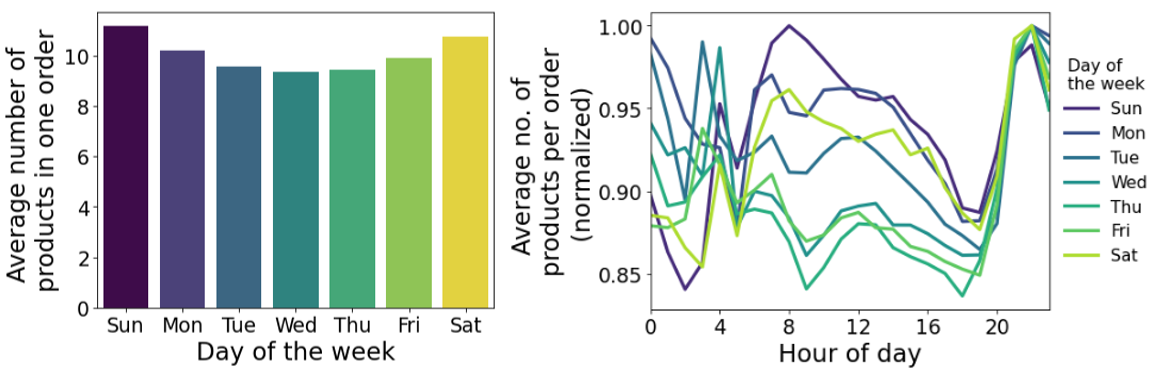 Average number of
products in one order
10
8
6
4
2
0
Sun Mon Tue Wed Thu Fri Sat
Day of the week
Average no. of
products per order
(normalized)
1.00
0.95
0.90
0.85
0 4 8 12 16 20
Hour of day
Day of
the week
Sun
Mon
Tue
Wed
Thu
Fri
Sat